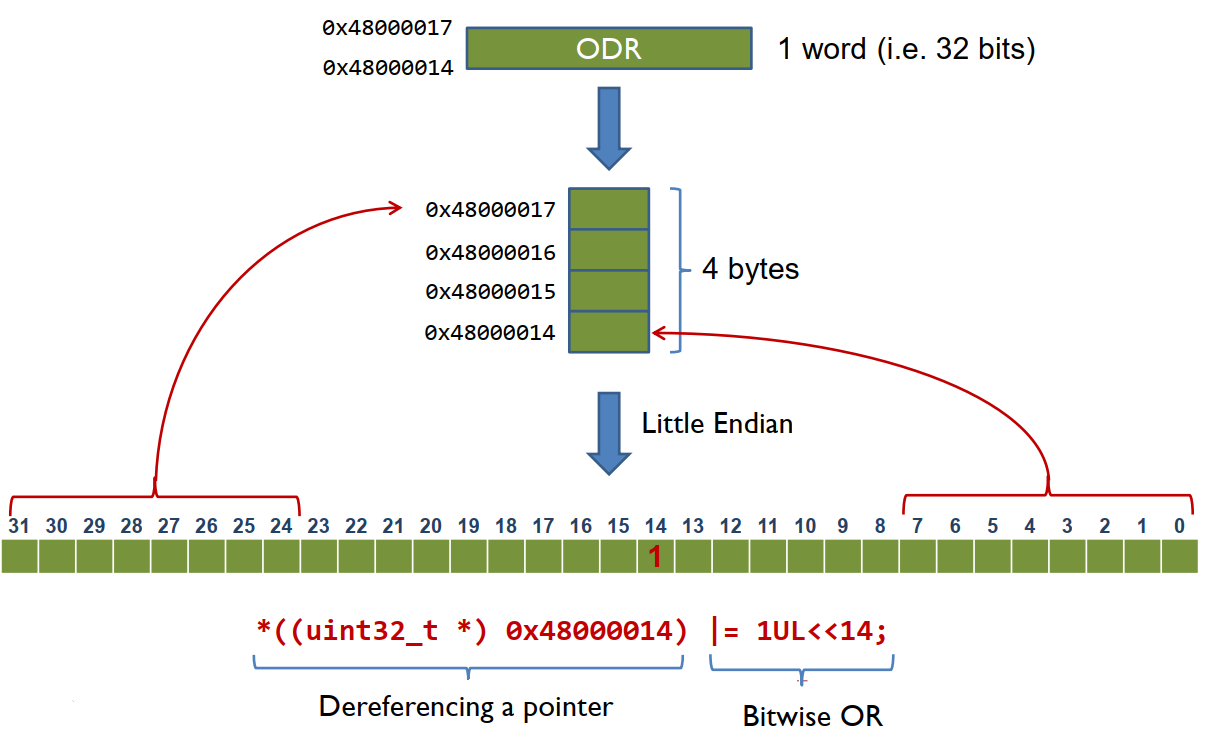 0x48000017
ODR
1 word (i.e. 32 bits)
0x48000014
0x48000017
0x48000016
4 bytes
0x48000015
0x48000014
Little Endian
31 30 29 28 27 26 25 24 23 22 21 20 19 18 17 16 15 14 13 12 11 10 9 8 7 6 5 4 3 2 1 0
1
*((uint32_t *) 0x48000014) |= 1UL<<14;
Dereferencing a pointer
Bitwise OR